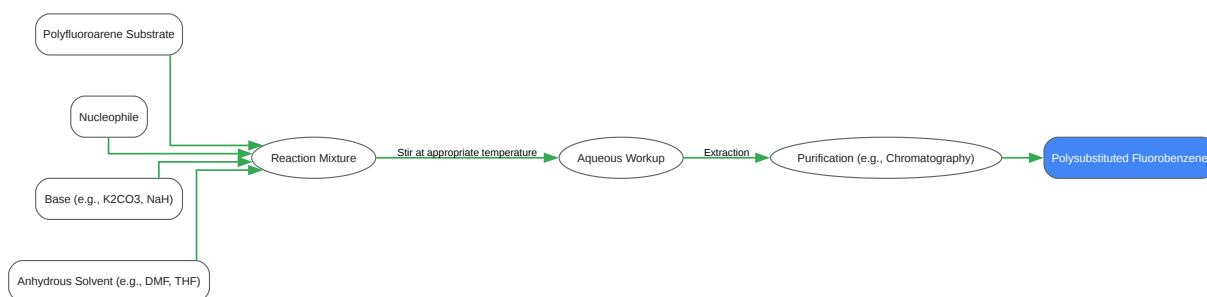 Polyfluoroarene Substrate
Nucleophile
Base (e.g., K2CO3, NaH)
Anhydrous Solvent (e.g., DMF, THF)
Reaction Mixture
Stir at appropriate temperature
Aqueous Workup
Extraction
Purification (e.g., Chromatography)
Polysubstituted Fluorobenzene